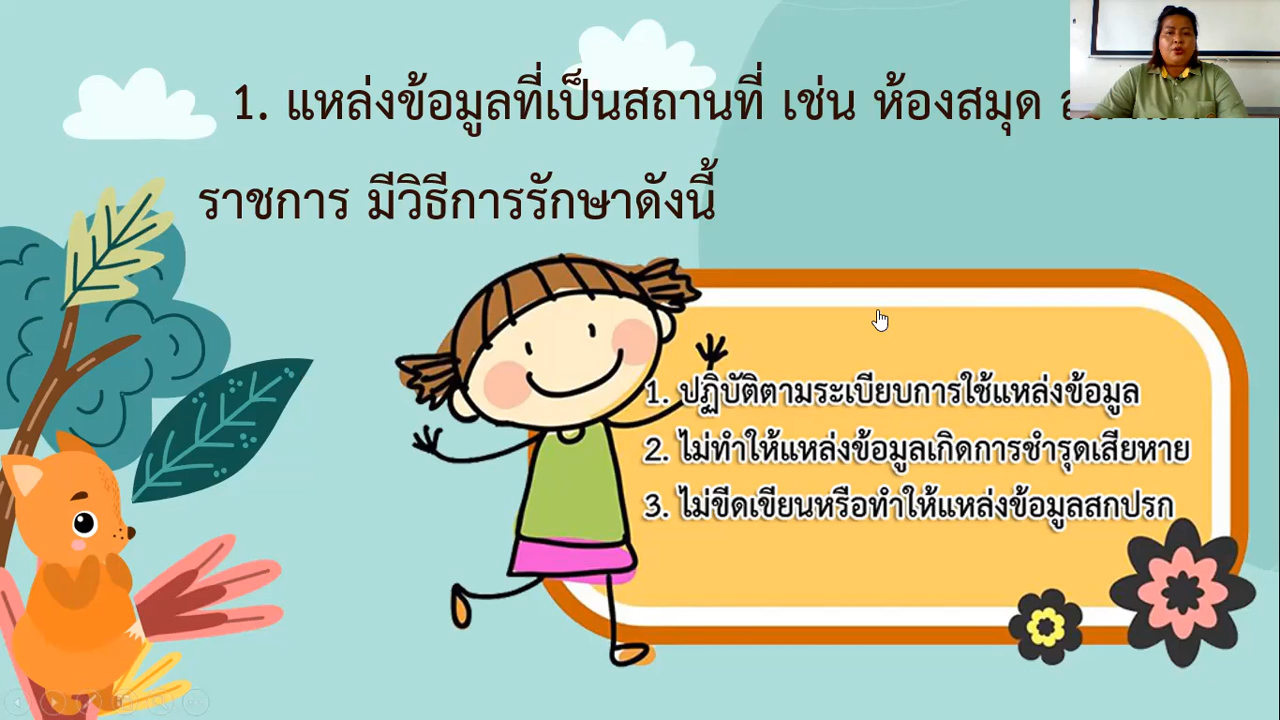 1. แหล่งข้อมูลที่เป็นสถานที่ เช่น ห้องสมุด
ราชการ มีวิธีการรักษาดังนี้
1. ปฏิบัติตามระเบียบการใช้แหล่งข้อมูล
2. ไม่ทำให้แหล่งข้อมูลเกิดการชำรุดเสียหาย
3. ไม่ขีดเขียนหรือทำให้แหล่งข้อมูลสกปรก